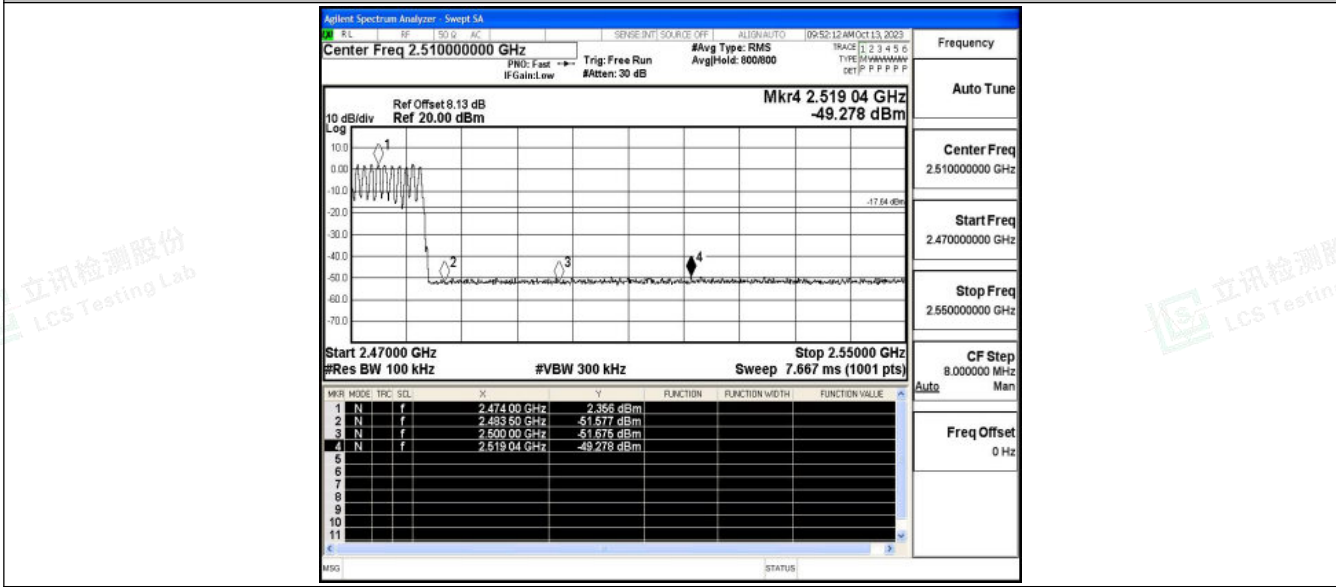 Agilent Spectrum Analyzer - Swept SA
RL RF 50 Ω AC SENSE:INT SOURCE OFF ALIGN AUTO 09:52:12 AM Oct 13, 2023
Center Freq 2.510000000 GHz
PNO: Fast
IFGain:Low
Trig: Free Run
#Atten: 30 dB
#Avg Type: RMS
Avg|Hold: 800/800
TRACE 1 2 3 4 5 6
TYPE M
DET P P P P P P
Frequency
Auto Tune
Center Freq
2.510000000 GHz
Start Freq
2.470000000 GHz
Stop Freq
2.550000000 GHz
CF Step
8.000000 MHz
Auto Man
Freq Offset
0 Hz
Mkr4 2.519 04 GHz
-49.278 dBm
Ref Offset 8.13 dB
10 dB/div Ref 20.00 dBm
Log
10.0
0.00
-10.0
-20.0
-30.0
-40.0
-50.0
-60.0
-70.0
1
2
3
4
-17.64 dBm
Start 2.47000 GHz Stop 2.55000 GHz
#Res BW 100 kHz #VBW 300 kHz Sweep 7.667 ms (1001 pts)
MKR MODE TRC SCL X Y FUNCTION FUNCTION WIDTH FUNCTION VALUE
1 N f 2.474 00 GHz 2.356 dBm
2 N f 2.483 50 GHz -51.577 dBm
3 N f 2.500 00 GHz -51.675 dBm
4 N f 2.519 04 GHz -49.278 dBm
5
6
7
8
9
10
11
MSG STATUS
立讯检测股份
LCS Testing Lab
立讯检测股
LCS Testin